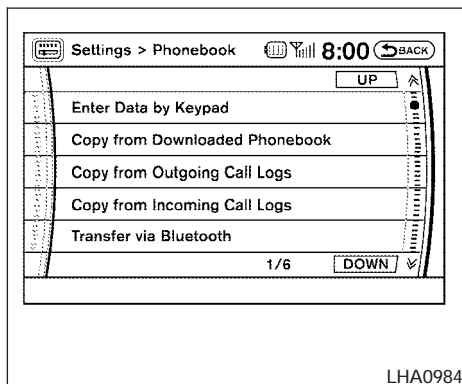 Settings > Phonebook 8:00 BACK
UP
Enter Data by Keypad
Copy from Downloaded Phonebook
Copy from Outgoing Call Logs
Copy from Incoming Call Logs
Transfer via Bluetooth
1/6 DOWN
LHA0984